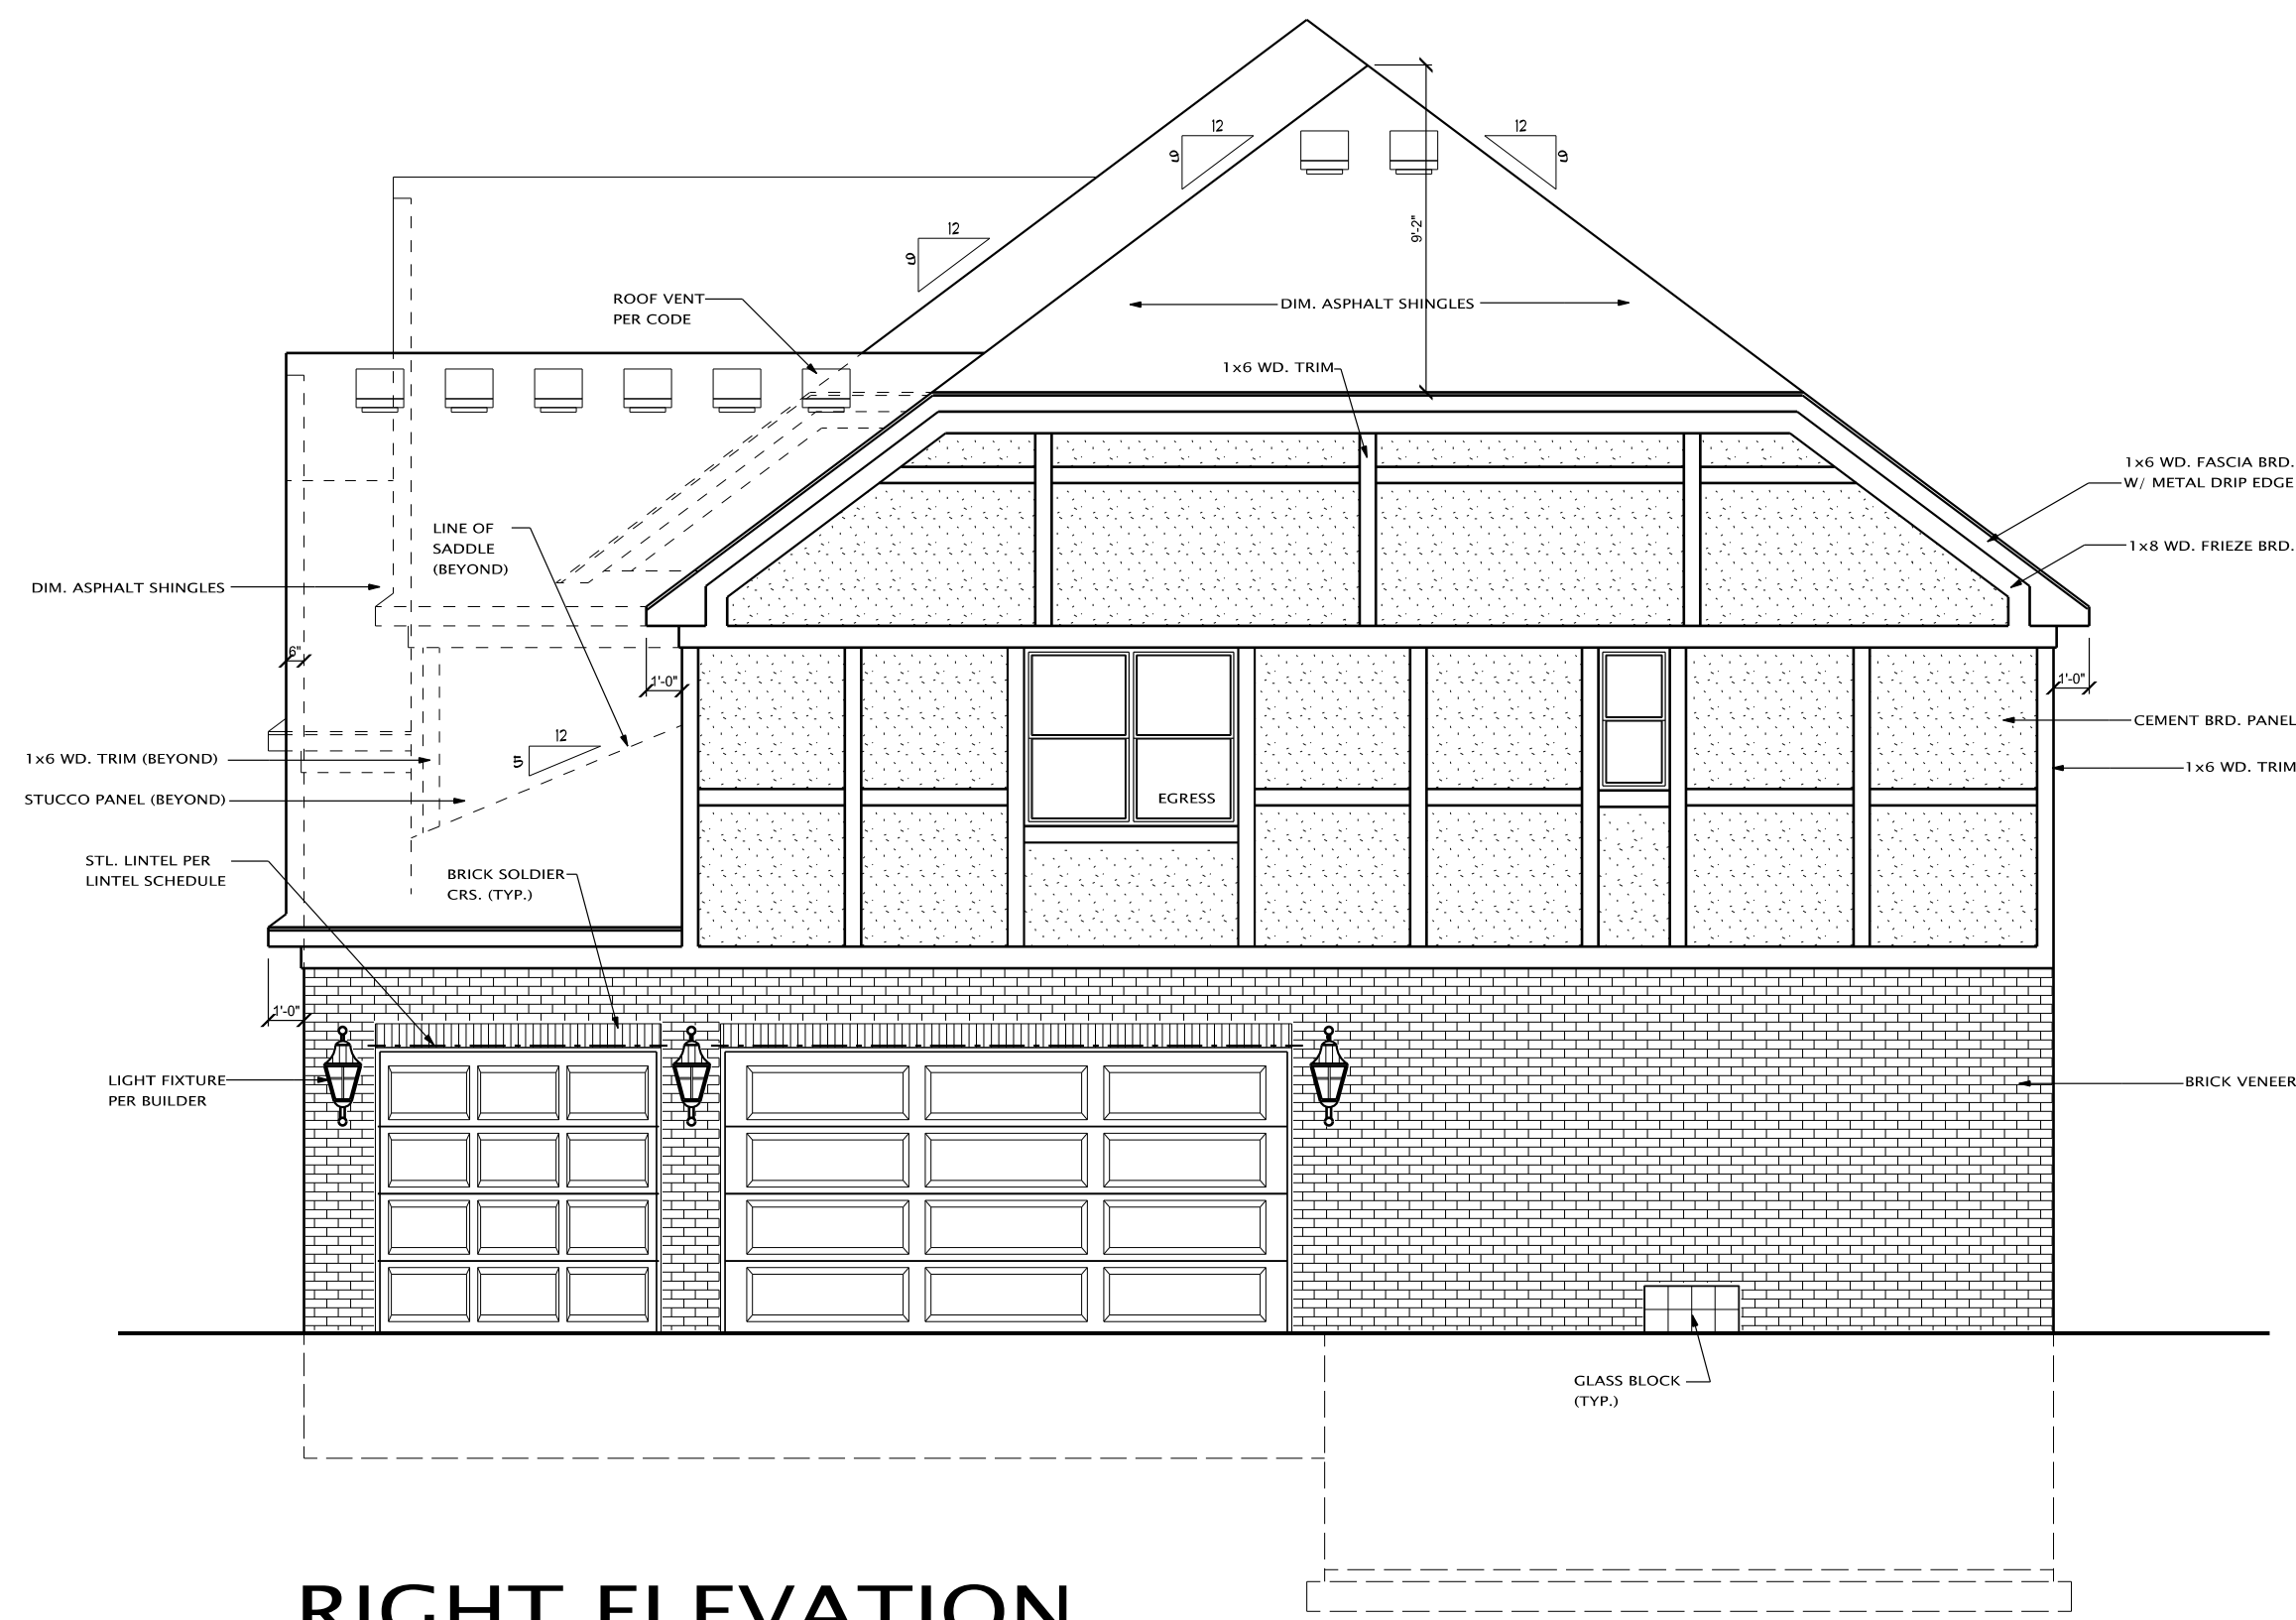 12
9
12
9
9'-2"
12
9
ROOF VENT
PER CODE
DIM. ASPHALT SHINGLES
1x6 WD. TRIM
1x6 WD. FASCIA BRD.
W/ METAL DRIP EDGE
LINE OF
SADDLE
(BEYOND)
1x8 WD. FRIEZE BRD.
DIM. ASPHALT SHINGLES
6"
1'-0"
1'-0"
CEMENT BRD. PANEL
12
5
1x6 WD. TRIM (BEYOND)
1x6 WD. TRIM
STUCCO PANEL (BEYOND)
EGRESS
STL. LINTEL PER
LINTEL SCHEDULE
BRICK SOLDIER
CRS. (TYP.)
1'-0"
LIGHT FIXTURE
PER BUILDER
BRICK VENEER
GLASS BLOCK
(TYP.)
RIGHT ELEVATION